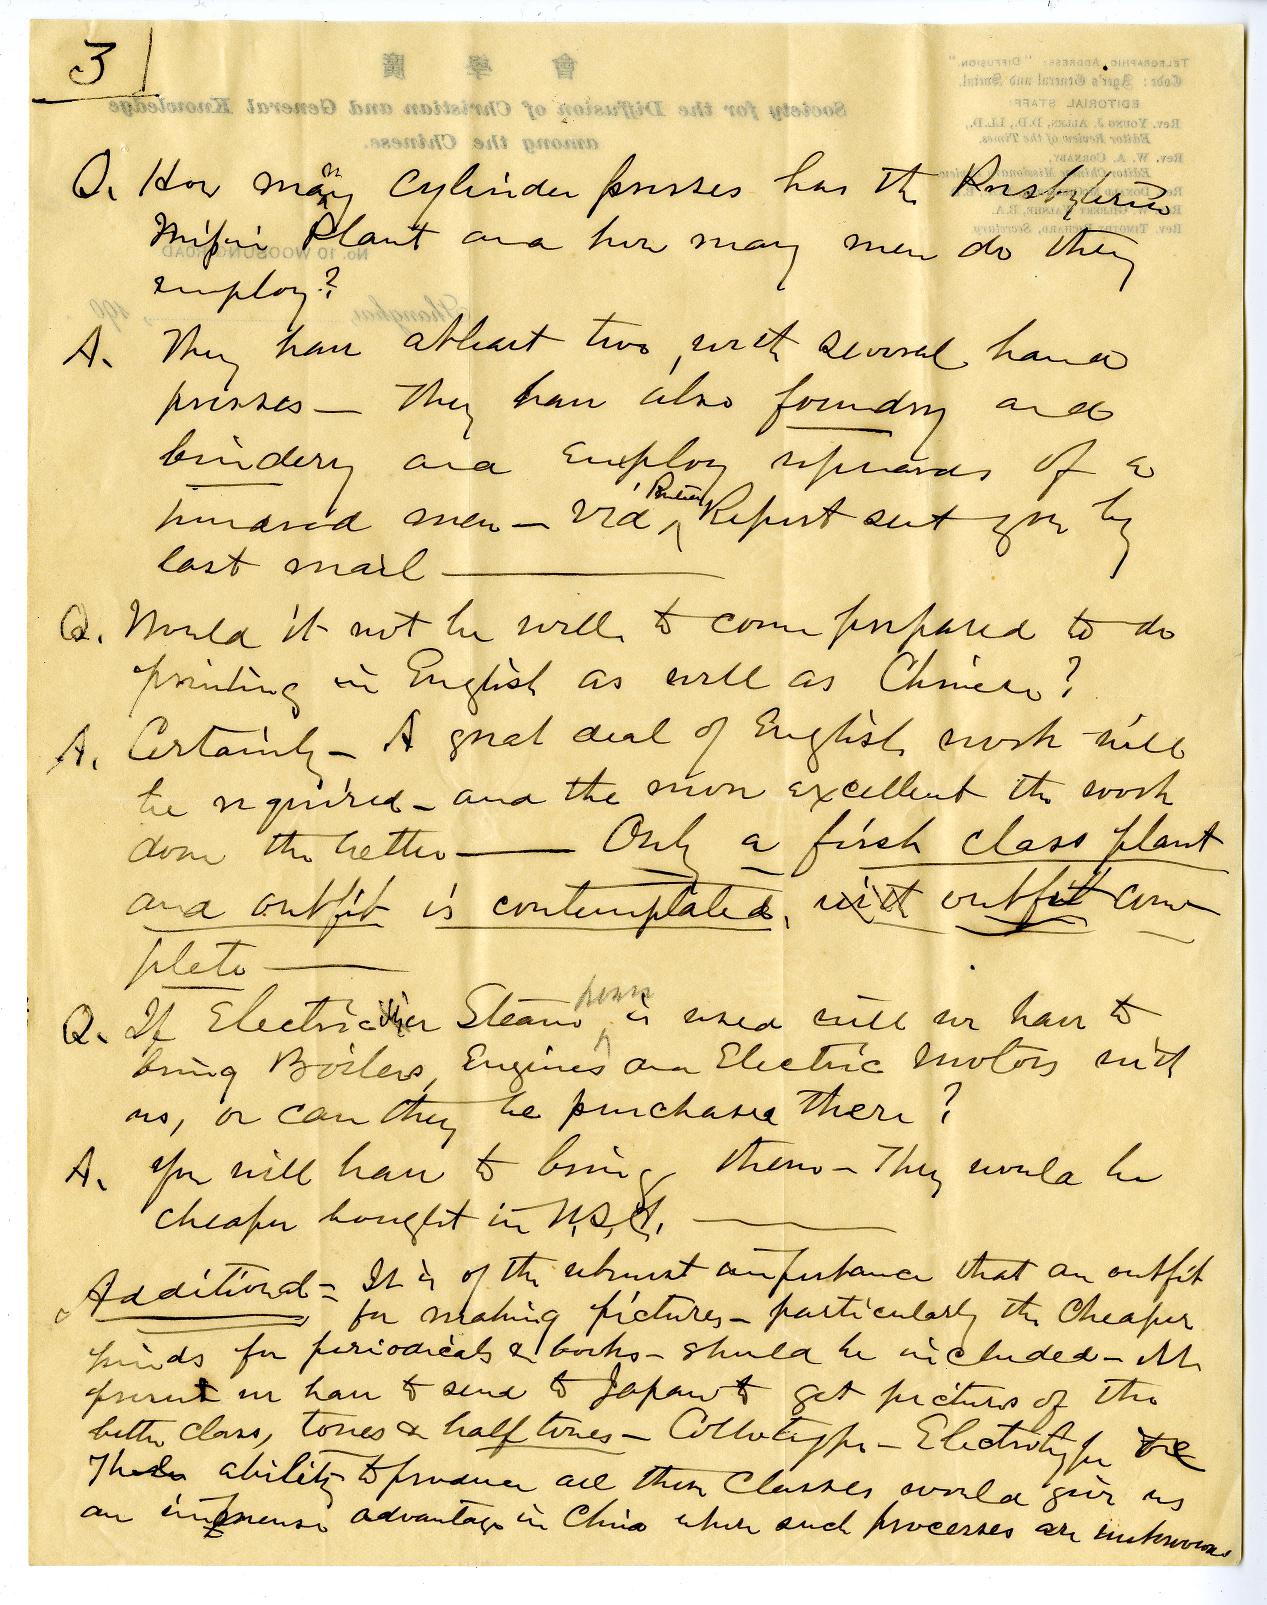 3
Q. How many cylinder presses has the Presbyterian
Mission Plant and how many men do they
employ?
A. They have atleast two, with several hand
presses — They have also foundry and
bindery and employ upwards of a
hundred men — Vid Report sent you by
last mail —
Q. Would it not be well to come prepared to do
printing in English as well as Chinese?
A. Certainly — A great deal of English work will
be required — and the more excellent the work
done the better — Only a first class plant
and outfit is contemplated, with outfit com-
plete —
Q. If Electric or Steam power is used will we have to
bring Boilers, Engines and Electric Motors with
us, or can they be purchased there?
A. You will have to bring them — They would be
cheaper bought in U.S.A. —
Additional — It is of the utmost importance that an outfit
for making pictures — particularly the Cheaper
kinds for periodicals & books — should be included — At
present we have to send to Japan to get pictures of the
better class, tones & half tones — Collotype — Electrotype etc
The ability to produce all these classes would give us
an immense advantage in China where such processes are unknown
會 學 廣
Society for the Diffusion of Christian and General Knowledge
among the Chinese.
TELEGRAPHIC ADDRESS: "DIFFUSION."
Code: Ager's General and Social.
EDITORIAL STAFF
Rev. YOUNG J. ALLEN, D.D., LL.D.,
Editor Review of the Times.
Rev. W. A. CORNABY,
Editor Chinese Missionary Review
Rev. W. GILBERT WALSHE, B.A.
Rev. TIMOTHY RICHARD, Secretary.
No. 10 WOOSUNG ROAD
Shanghai, 190